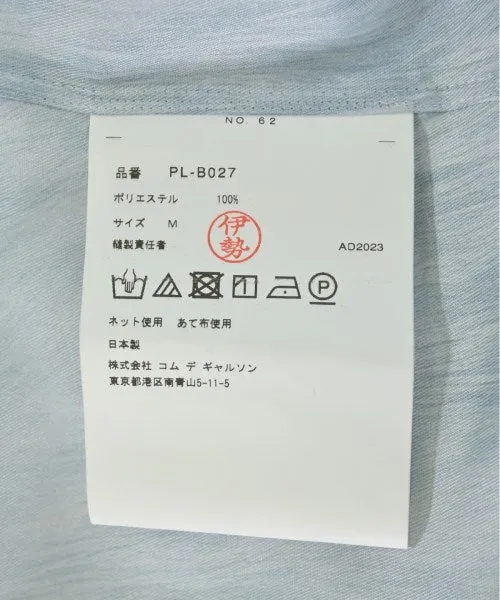 NO. 62
品番 PL-B027
ポリエステル 100%
サイズ M
伊勢
縫製責任者 AD2023
P
ネット使用 あて布使用
日本製
株式会社 コム デ ギャルソン
東京都港区南青山5-11-5